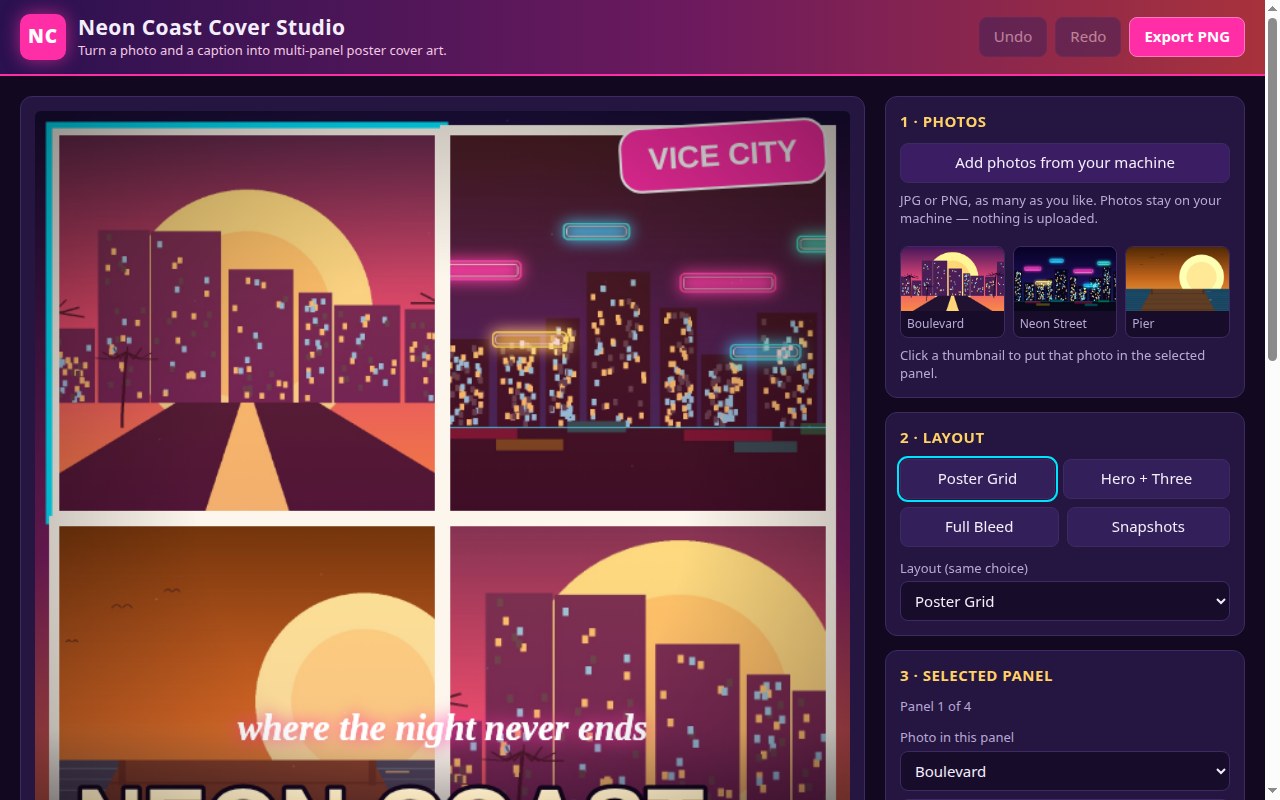 NC
Neon Coast Cover Studio
Turn a photo and a caption into multi-panel poster cover art.
Undo
Redo
Export PNG
VICE CITY
where the night never ends
NEON COAST
1 · PHOTOS
Add photos from your machine
JPG or PNG, as many as you like. Photos stay on your
machine — nothing is uploaded.
Boulevard
Neon Street
Pier
Click a thumbnail to put that photo in the selected
panel.
2 · LAYOUT
Poster Grid
Hero + Three
Full Bleed
Snapshots
Layout (same choice)
Poster Grid
3 · SELECTED PANEL
Panel 1 of 4
Photo in this panel
Boulevard